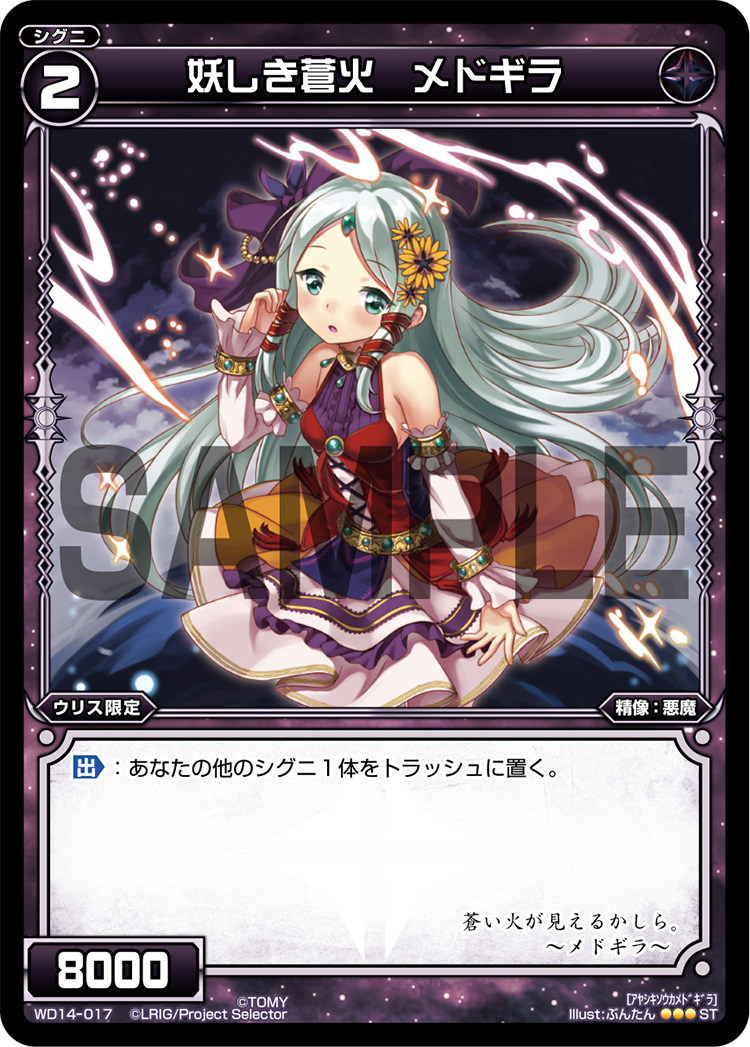 シグニ
2
妖しき蒼火 メドギラ
SAMPLE
ウリス限定
精像：悪魔
出：あなたの他のシグニ１体をトラッシュに置く。
蒼い火が見えるかしら。
～メドギラ～
8000
©TOMY
[アヤシキソウカメドギラ]
WD14-017 ©LRIG/Project Selector
Illust:ぶんたん ST